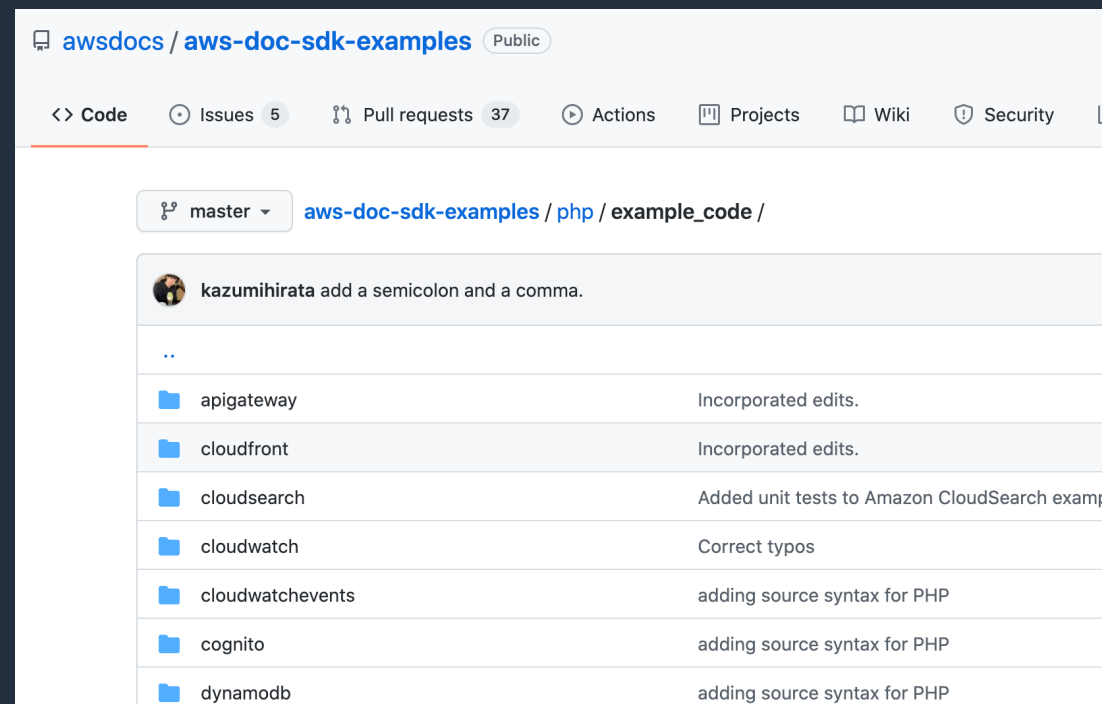 awsdocs / aws-doc-sdk-examples Public
Code Issues 5 Pull requests 37 Actions Projects Wiki Security
master aws-doc-sdk-examples / php / example_code /
kazumihirata add a semicolon and a comma.
..
apigateway Incorporated edits.
cloudfront Incorporated edits.
cloudsearch Added unit tests to Amazon CloudSearch
cloudwatch Correct typos
cloudwatchevents adding source syntax for PHP
cognito adding source syntax for PHP
dynamodb adding source syntax for PHP